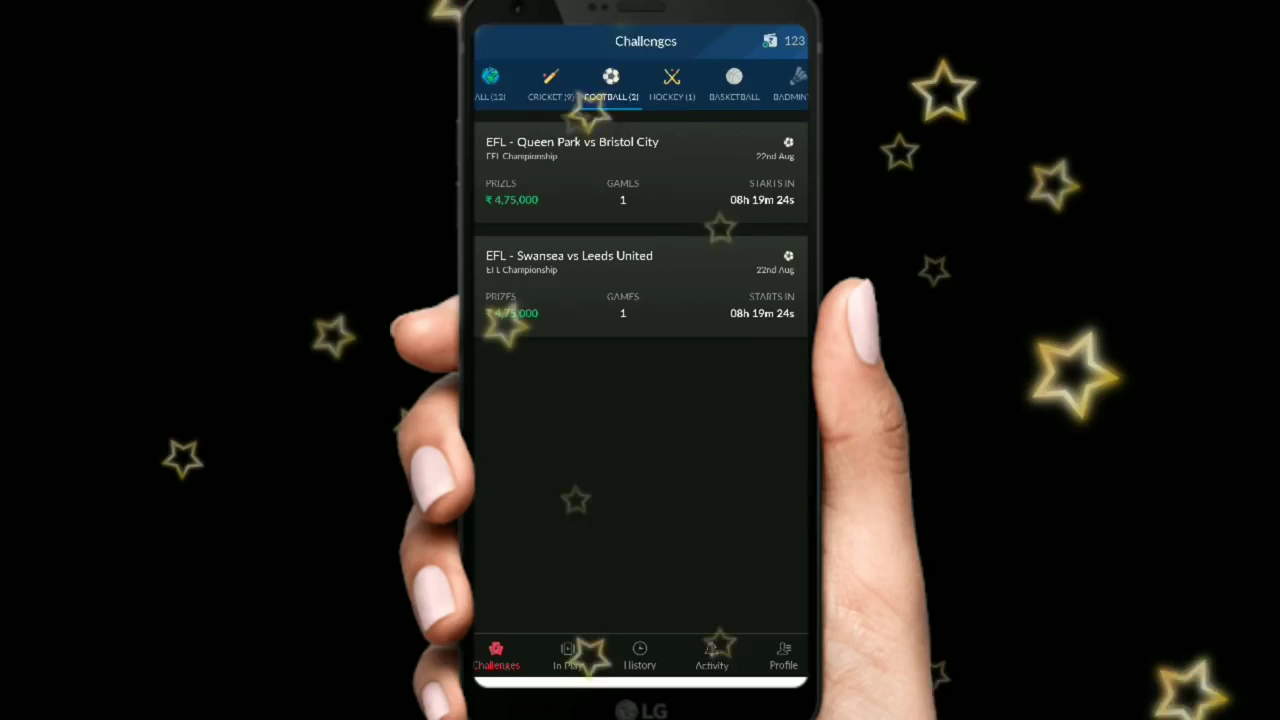 Challenges 123
ALL (12) CRICKET (9) FOOTBALL (2) HOCKEY (1) BASKETBALL BADMIN
EFL - Queen Park vs Bristol City
EFL Championship 22nd Aug
PRIZES GAMES STARTS IN
₹ 4,75,000 1 08h 19m 24s
EFL - Swansea vs Leeds United
EFL Championship 22nd Aug
PRIZES GAMES STARTS IN
₹ 4,75,000 1 08h 19m 24s
Challenges In Play History Activity Profile
LG